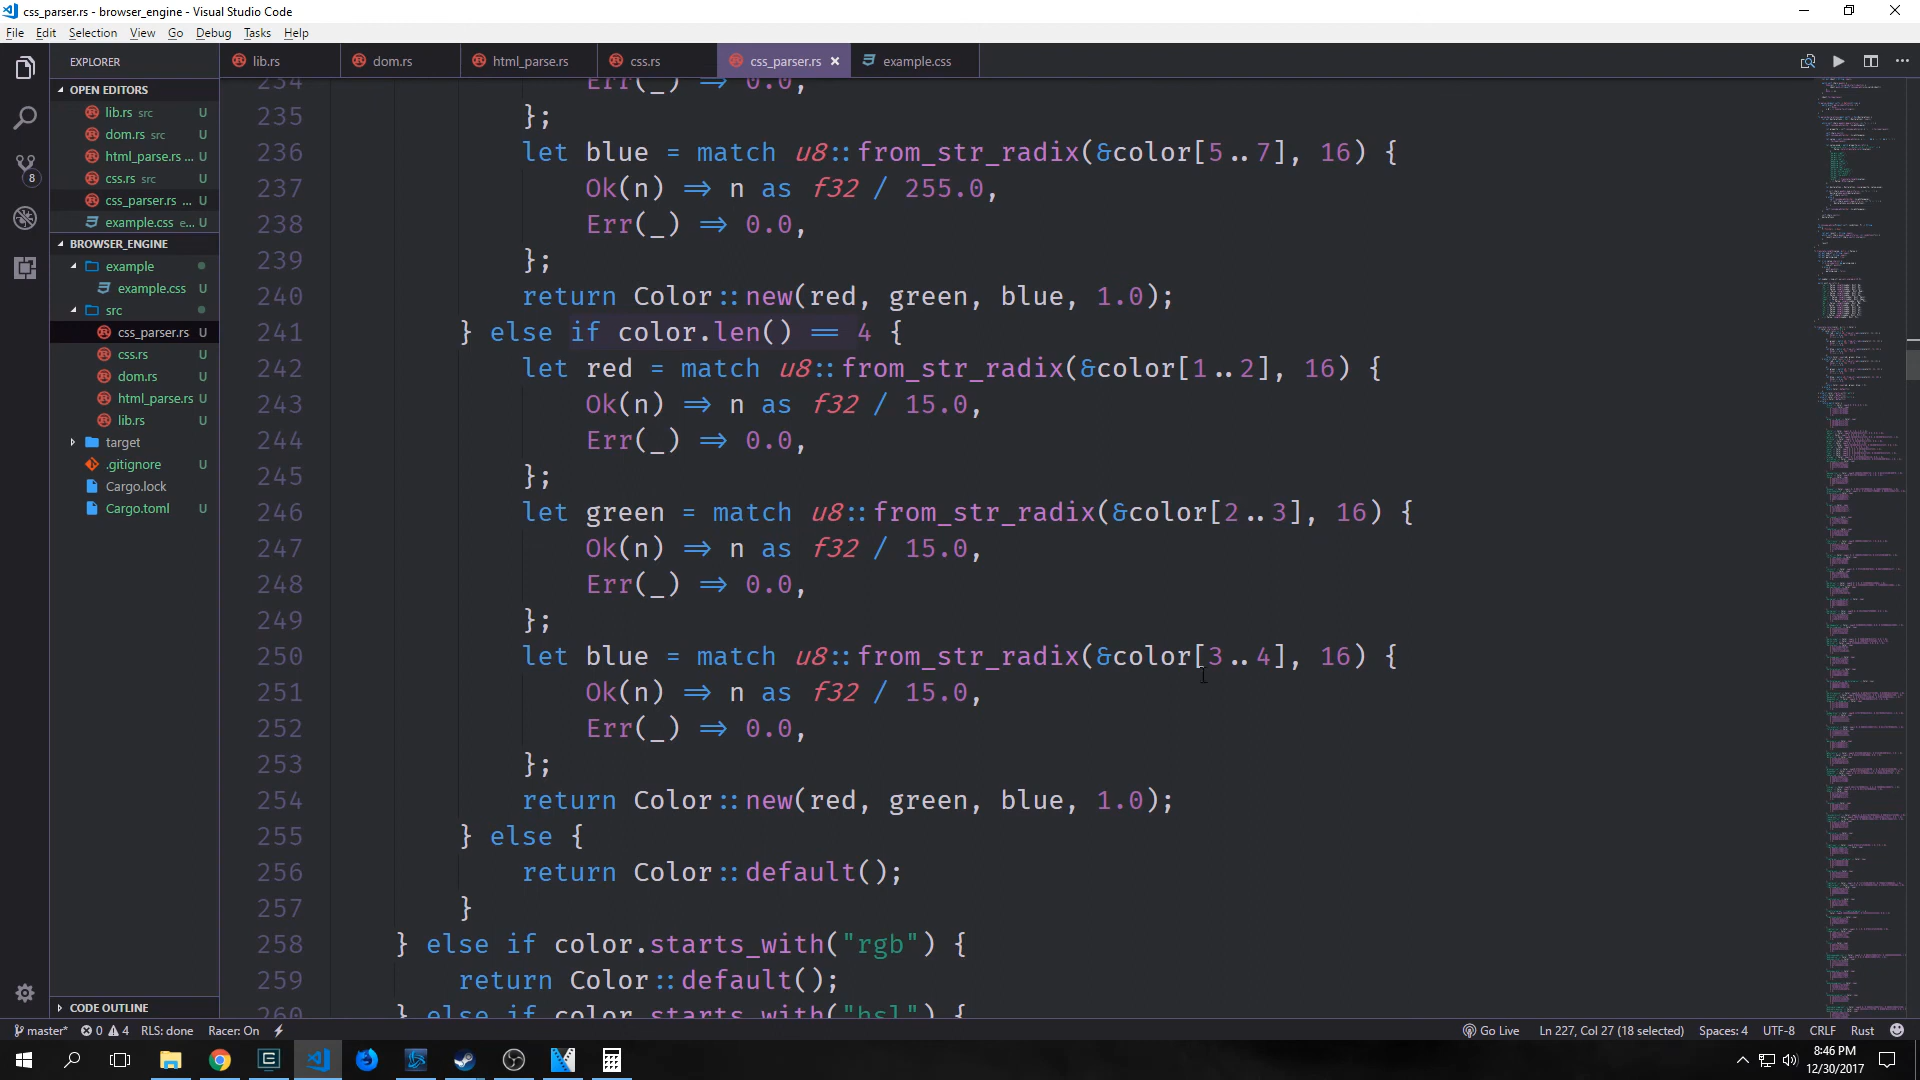 css_parser.rs - browser_engine - Visual Studio Code
File Edit Selection View Go Debug Tasks Help
EXPLORER
lib.rs
dom.rs
html_parse.rs
css.rs
css_parser.rs
example.css
OPEN EDITORS
lib.rs src U
dom.rs src U
html_parse.rs ... U
css.rs src U
css_parser.rs ... U
example.css e... U
BROWSER_ENGINE
example
example.css U
src
css_parser.rs U
css.rs U
dom.rs U
html_parse.rs U
lib.rs U
target
.gitignore U
Cargo.lock
Cargo.toml U
CODE OUTLINE
8
234 Err(_) => 0.0,
235 };
236 let blue = match u8::from_str_radix(&color[5..7], 16) {
237 Ok(n) => n as f32 / 255.0,
238 Err(_) => 0.0,
239 };
240 return Color::new(red, green, blue, 1.0);
241 } else if color.len() == 4 {
242 let red = match u8::from_str_radix(&color[1..2], 16) {
243 Ok(n) => n as f32 / 15.0,
244 Err(_) => 0.0,
245 };
246 let green = match u8::from_str_radix(&color[2..3], 16) {
247 Ok(n) => n as f32 / 15.0,
248 Err(_) => 0.0,
249 };
250 let blue = match u8::from_str_radix(&color[3..4], 16) {
251 Ok(n) => n as f32 / 15.0,
252 Err(_) => 0.0,
253 };
254 return Color::new(red, green, blue, 1.0);
255 } else {
256 return Color::default();
257 }
258 } else if color.starts_with("rgb") {
259 return Color::default();
260 } else if color.starts_with("hsl") {
master* 0 4 RLS: done Racer: On
Go Live Ln 227, Col 27 (18 selected) Spaces: 4 UTF-8 CRLF Rust
8:46 PM
12/30/2017